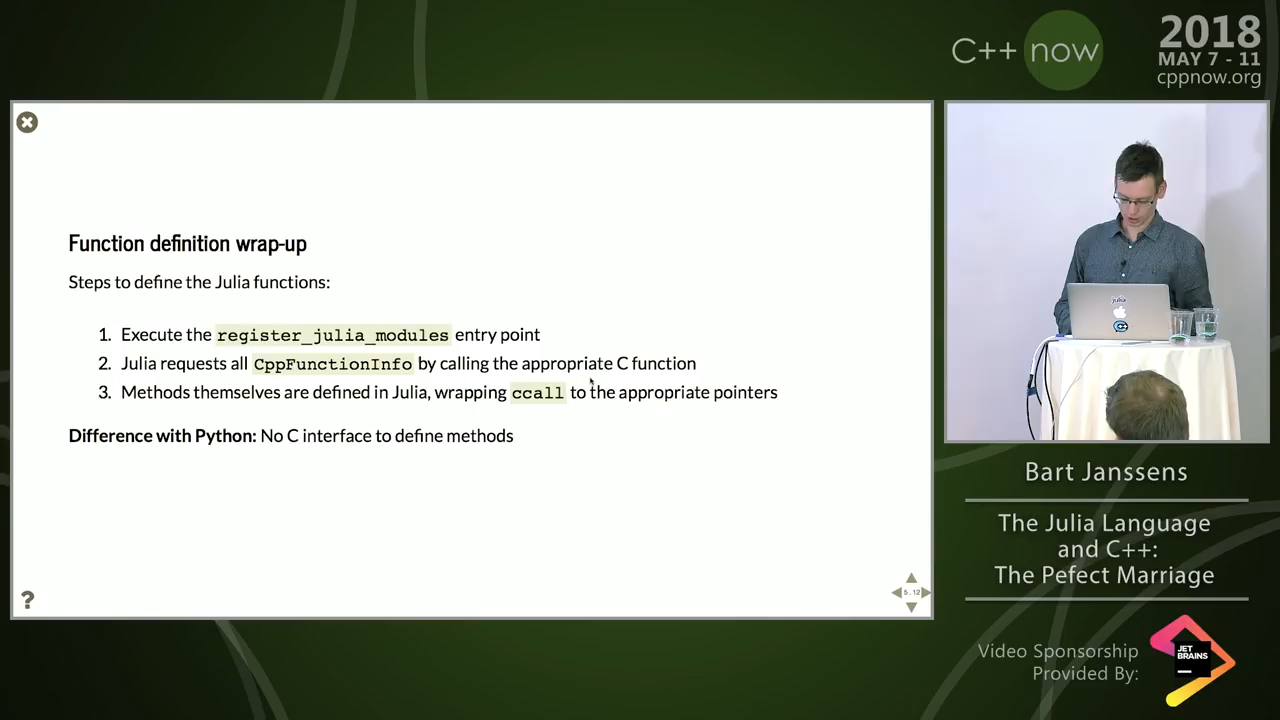 C++ now
2018
MAY 7 - 11
cppnow.org
Function definition wrap-up
Steps to define the Julia functions:
1. Execute the register_julia_modules entry point
2. Julia requests all CppFunctionInfo by calling the appropriate C function
3. Methods themselves are defined in Julia, wrapping ccall to the appropriate pointers
Difference with Python: No C interface to define methods
?
5.12
julia
Bart Janssens
The Julia Language
and C++:
The Pefect Marriage
Video Sponsorship
Provided By:
JET
BRAINS